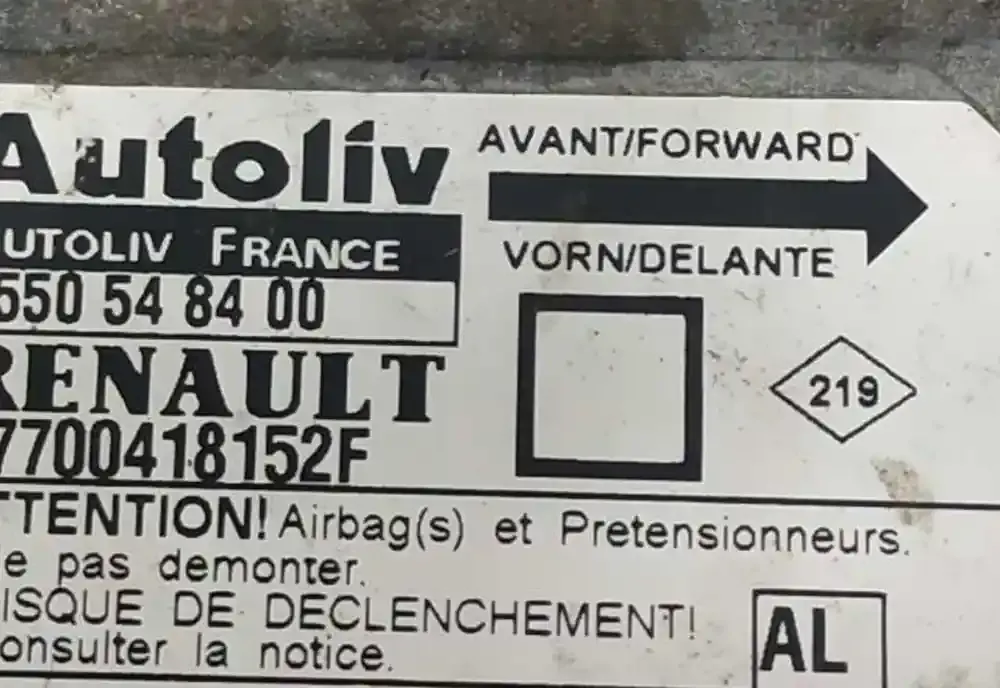 Autoliv
AVANT/FORWARD
UTOLIV FRANCE
VORN/DELANTE
550 54 84 00
RENAULT
219
7700418152F
TTENTION! Airbag(s) et Pretensionneurs.
e pas demonter.
ISQUE DE DECLENCHEMENT!
onsulter la notice.
AL